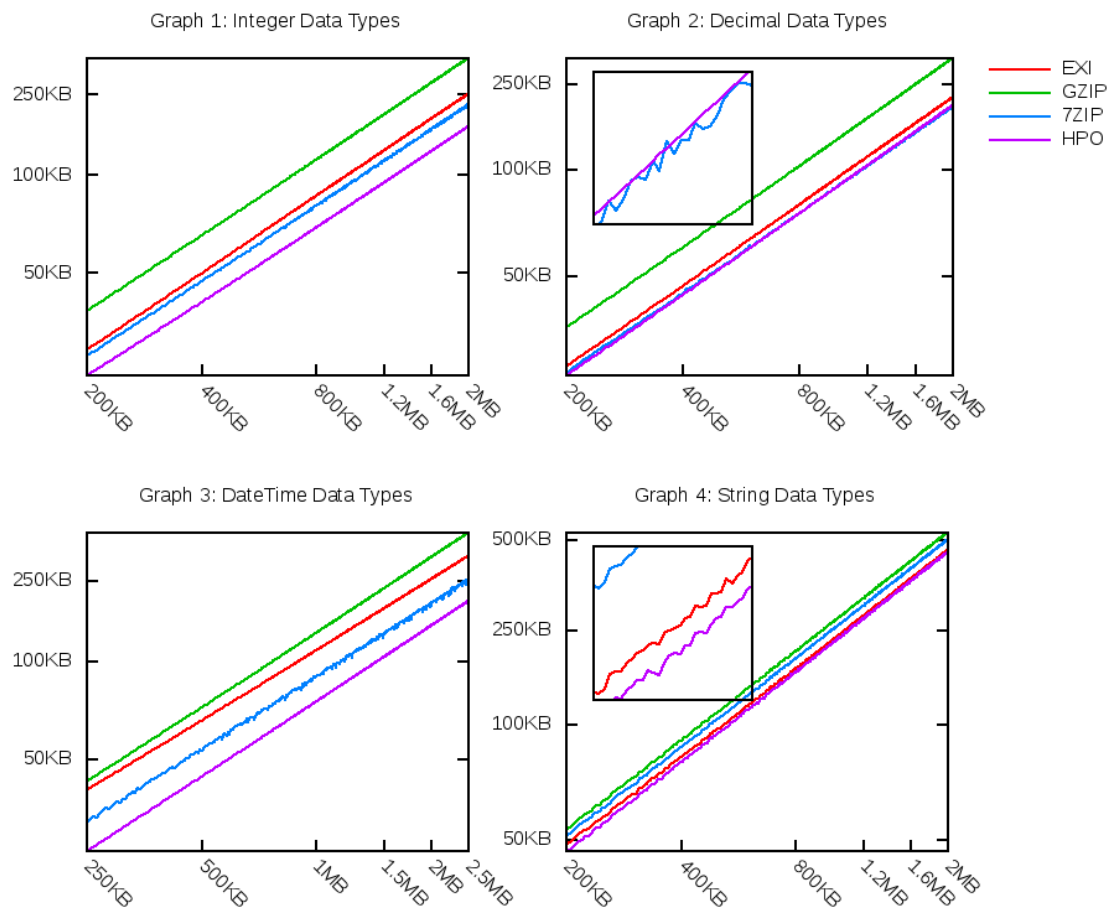 Graph 1: Integer Data Types
250KB
100KB
50KB
200KB
400KB
800KB
1.2MB
1.6MB
2MB
Graph 2: Decimal Data Types
250KB
100KB
50KB
200KB
400KB
800KB
1.2MB
1.6MB
2MB
EXI
GZIP
7ZIP
HPO
Graph 3: DateTime Data Types
250KB
100KB
50KB
250KB
500KB
1MB
1.5MB
2MB
2.5MB
Graph 4: String Data Types
500KB
250KB
100KB
50KB
200KB
400KB
800KB
1.2MB
1.6MB
2MB